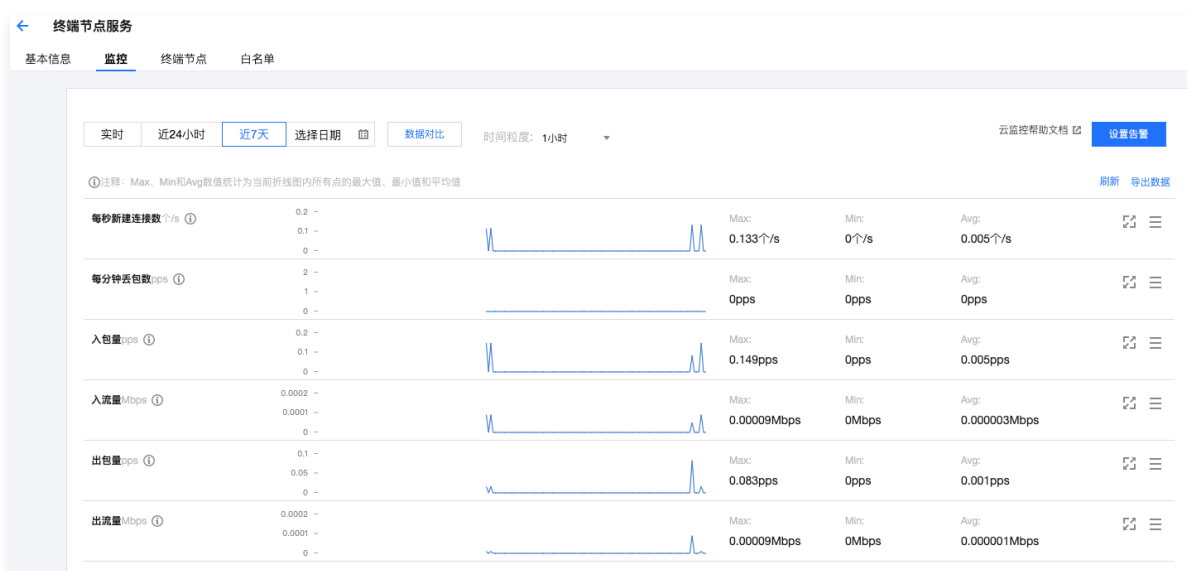 终端节点服务
基本信息 监控 终端节点 白名单
实时 近24小时 近7天 选择日期 数据对比 时间粒度: 1小时 云监控帮助文档 设置告警
注释: Max、Min和Avg数值统计为当前折线图内所有点的最大值、最小值和平均值 刷新 导出数据
每秒新建连接数个/s 0.2 Max: Min: Avg:
0.1 0.133个/s 0个/s 0.005个/s
0
每分钟丢包数pps 2 Max: Min: Avg:
1 0pps 0pps 0pps
0
入包量pps 0.2 Max: Min: Avg:
0.1 0.149pps 0pps 0.005pps
0
入流量Mbps 0.0002 Max: Min: Avg:
0.0001 0.00009Mbps 0Mbps 0.000003Mbps
0
出包量pps 0.1 Max: Min: Avg:
0.05 0.083pps 0pps 0.001pps
0
出流量Mbps 0.0002 Max: Min: Avg:
0.0001 0.00009Mbps 0Mbps 0.000001Mbps
0